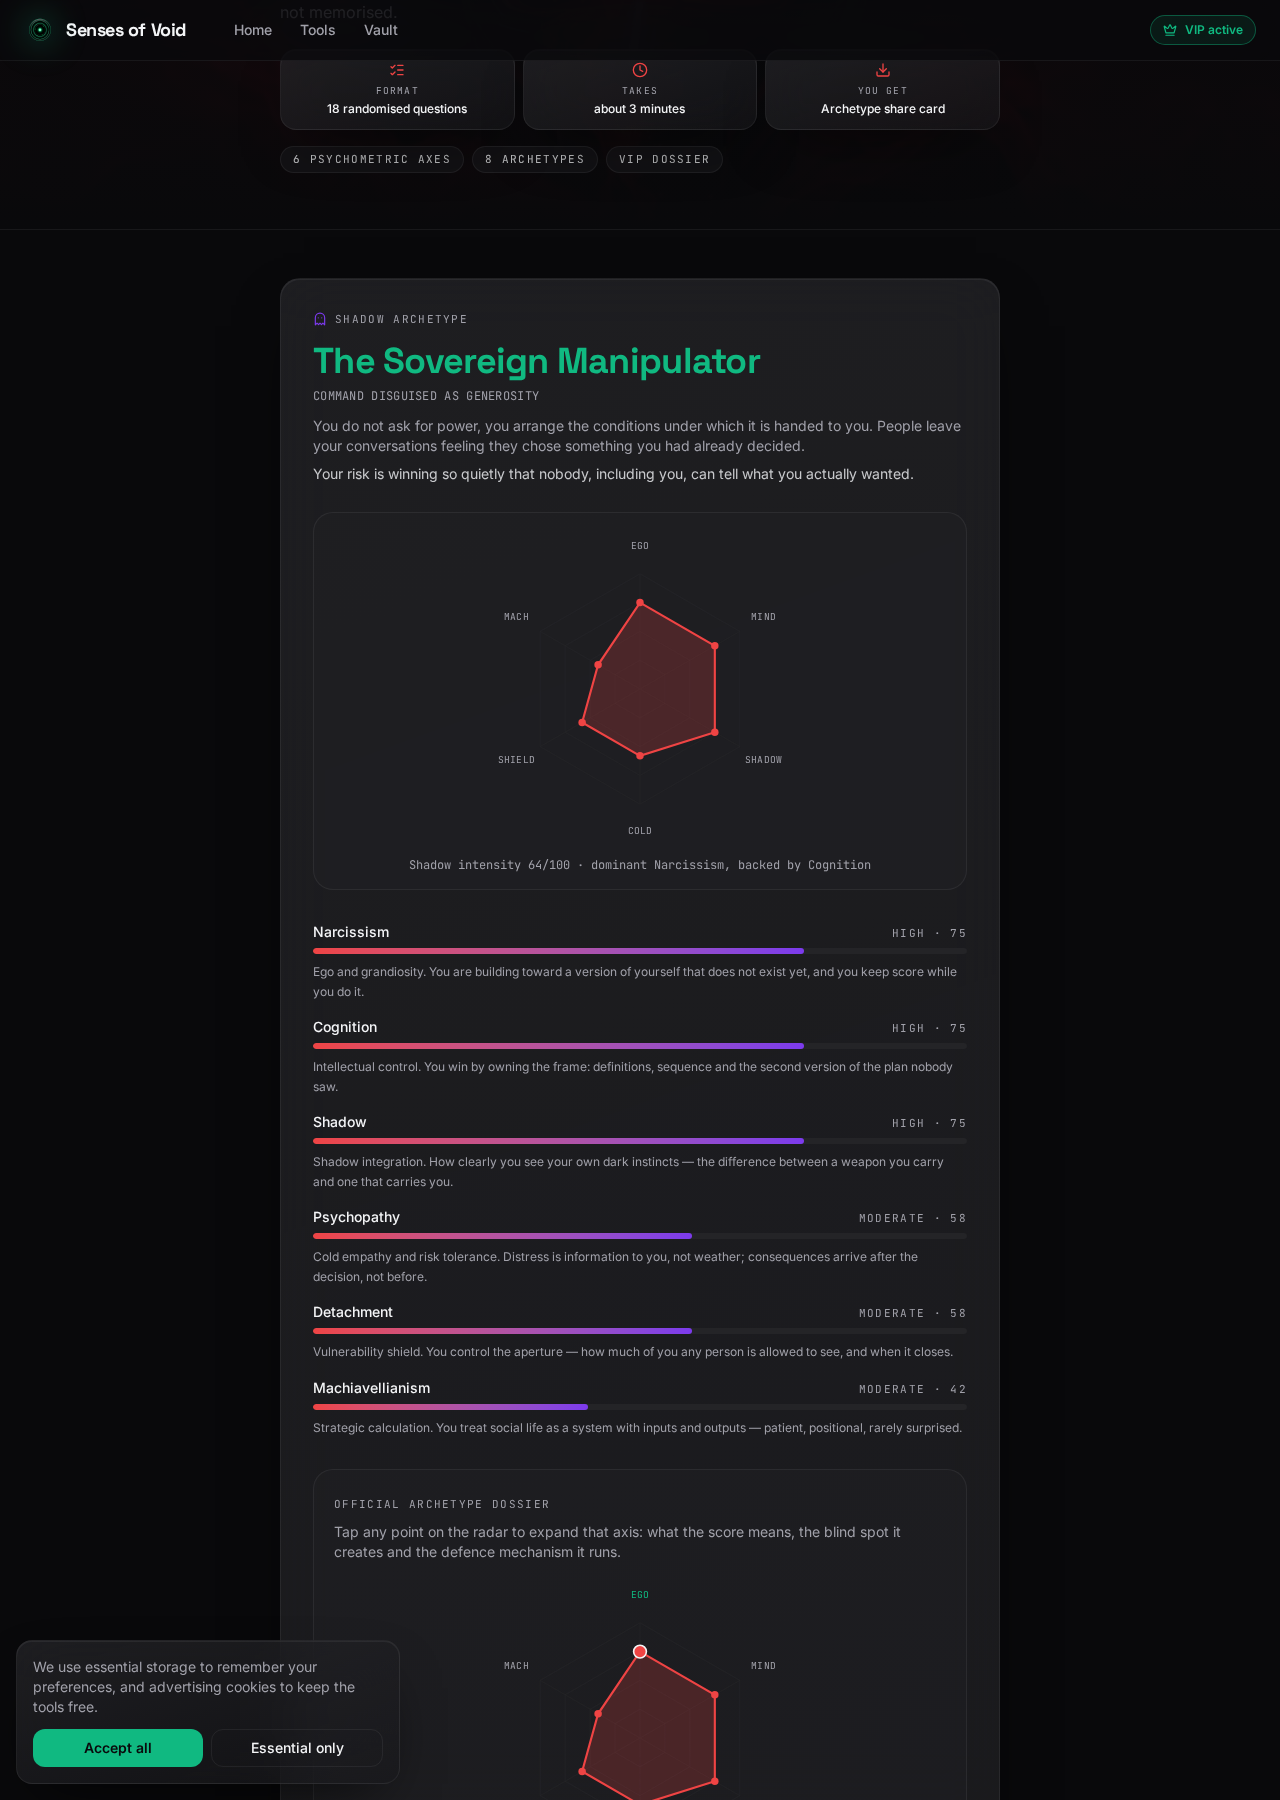 not memorised.
Senses of Void
Home
Tools
Vault
VIP active
FORMAT
18 randomised questions
TAKES
about 3 minutes
YOU GET
Archetype share card
6 PSYCHOMETRIC AXES
8 ARCHETYPES
VIP DOSSIER
SHADOW ARCHETYPE
The Sovereign Manipulator
COMMAND DISGUISED AS GENEROSITY
You do not ask for power, you arrange the conditions under which it is handed to you. People leave
your conversations feeling they chose something you had already decided.
Your risk is winning so quietly that nobody, including you, can tell what you actually wanted.
EGO
MACH
MIND
SHIELD
SHADOW
COLD
Shadow intensity 64/100 · dominant Narcissism, backed by Cognition
Narcissism
HIGH · 75
Ego and grandiosity. You are building toward a version of yourself that does not exist yet, and you keep score while
you do it.
Cognition
HIGH · 75
Intellectual control. You win by owning the frame: definitions, sequence and the second version of the plan nobody
saw.
Shadow
HIGH · 75
Shadow integration. How clearly you see your own dark instincts — the difference between a weapon you carry
and one that carries you.
Psychopathy
MODERATE · 58
Cold empathy and risk tolerance. Distress is information to you, not weather; consequences arrive after the
decision, not before.
Detachment
MODERATE · 58
Vulnerability shield. You control the aperture — how much of you any person is allowed to see, and when it closes.
Machiavellianism
MODERATE · 42
Strategic calculation. You treat social life as a system with inputs and outputs — patient, positional, rarely surprised.
OFFICIAL ARCHETYPE DOSSIER
Tap any point on the radar to expand that axis: what the score means, the blind spot it
creates and the defence mechanism it runs.
EGO
MACH
MIND
We use essential storage to remember your
preferences, and advertising cookies to keep the
tools free.
Accept all
Essential only